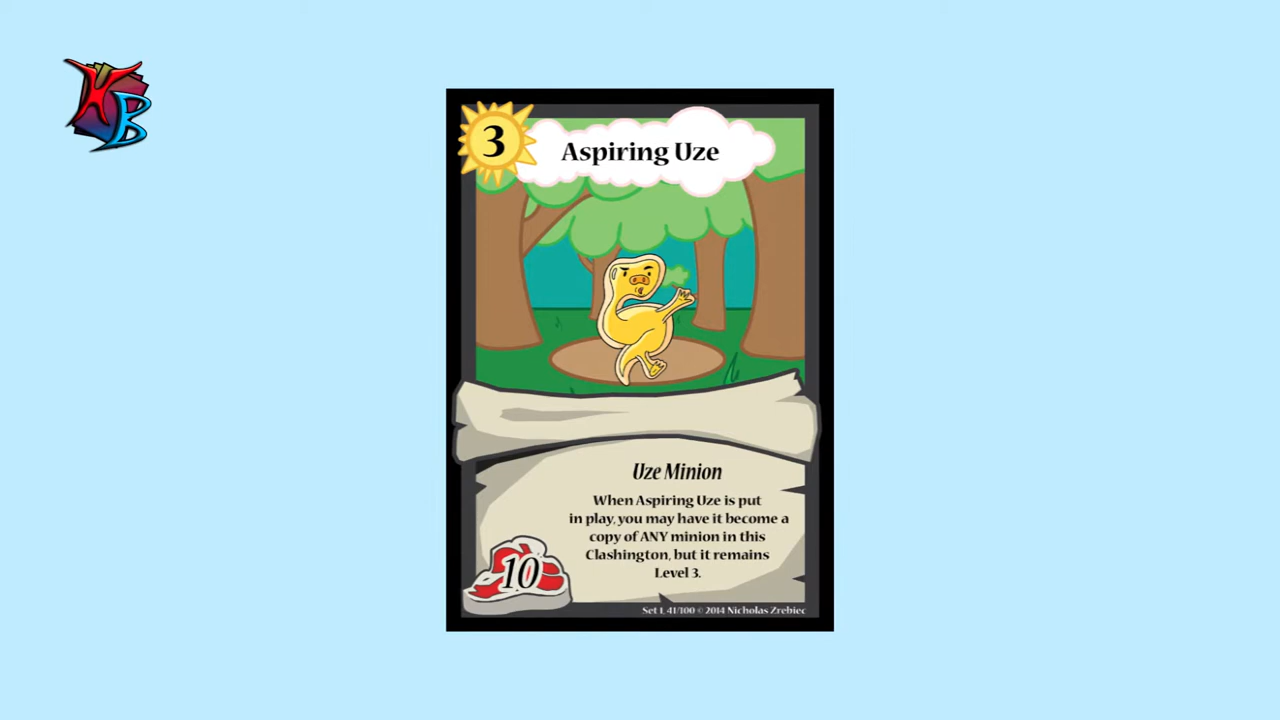 KB
3
Aspiring Uze
Uze Minion
When Aspiring Uze is put
in play, you may have it become a
copy of ANY minion in this
Clashington, but it remains
Level 3.
10
Set 1, 41/100 © 2014 Nicholas Zrebiec